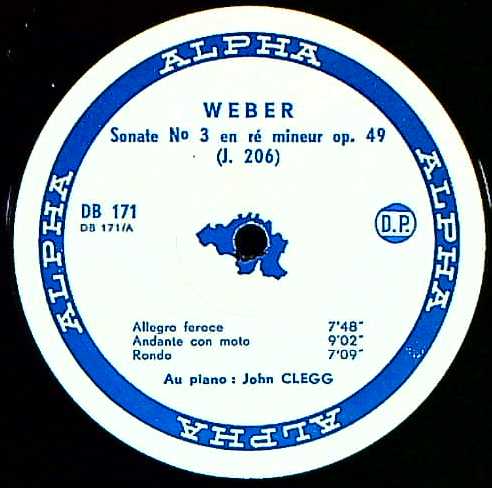 ALPHA
WEBER
Sonate No 3 en ré mineur op. 49
(J. 206)
ALPHA
ALPHA
DB 171
DB 171/A
D.P.
Allegro feroce 7'48"
Andante con moto 9'02"
Rondo 7'09"
Au piano : John CLEGG
ALPHA
ALPHA